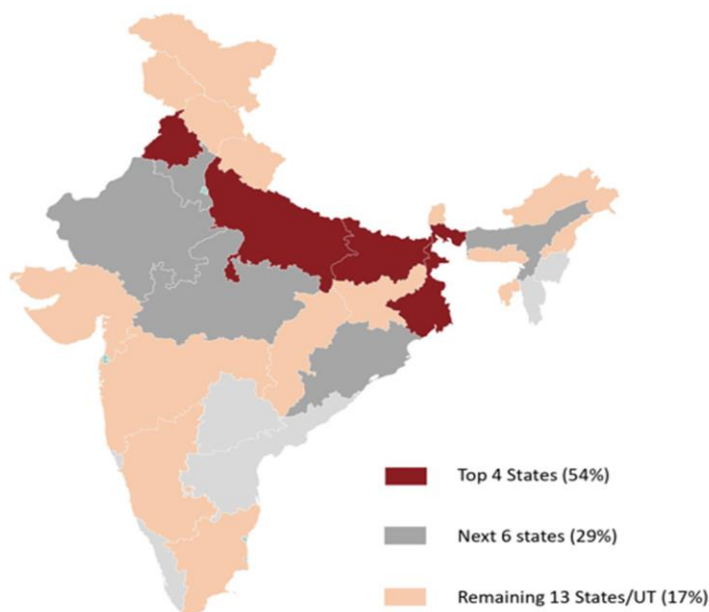 Top 4 States (54%)
Next 6 states (29%)
Remaining 13 States/UT (17%)